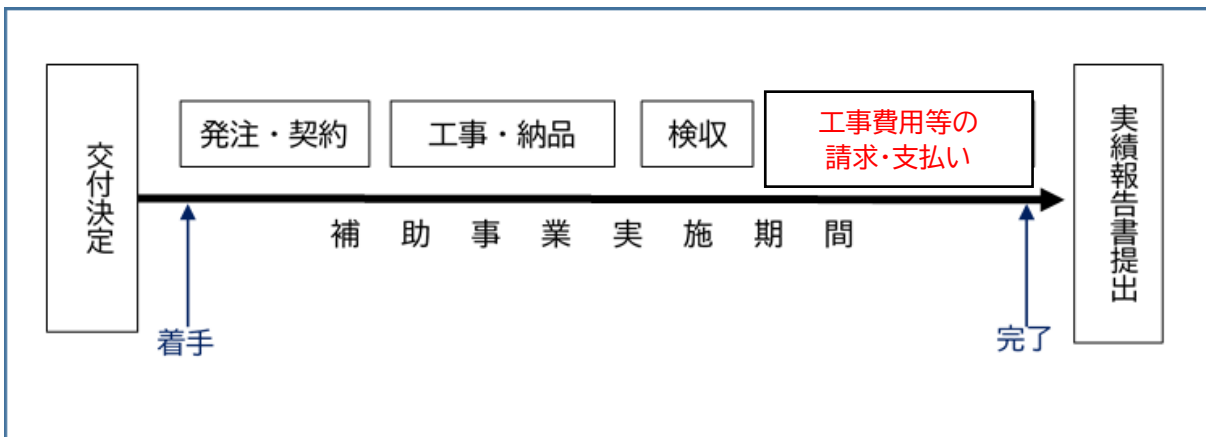 交付決定
発注・契約
工事・納品
検収
工事費用等の
請求・支払い
補助事業実施期間
着手
完了
実績報告書提出